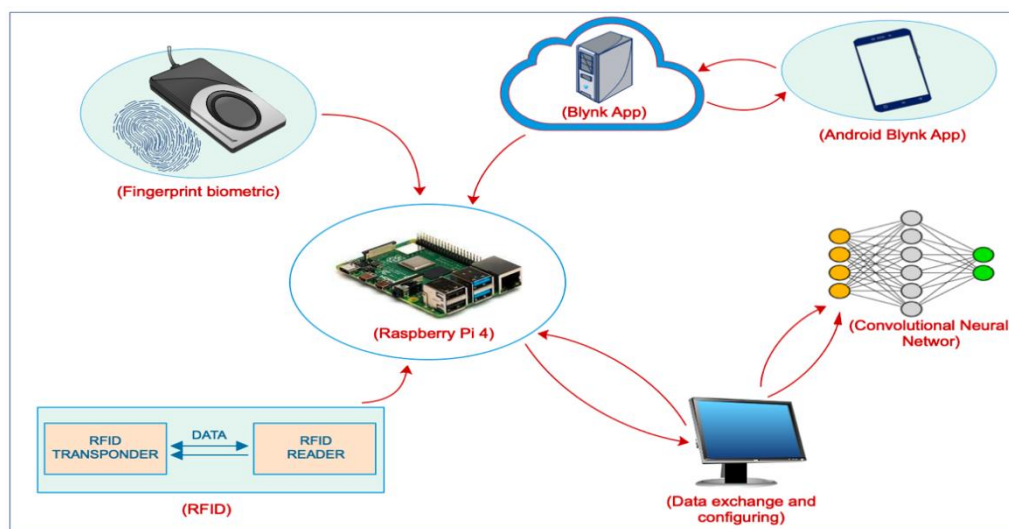 (Blynk App)
(Android Blynk App)
(Fingerprint biometric)
(Raspberry Pi 4)
(Convolutional Neural
Networ)
RFID
TRANSPONDER
DATA
RFID
READER
(RFID)
(Data exchange and
configuring)